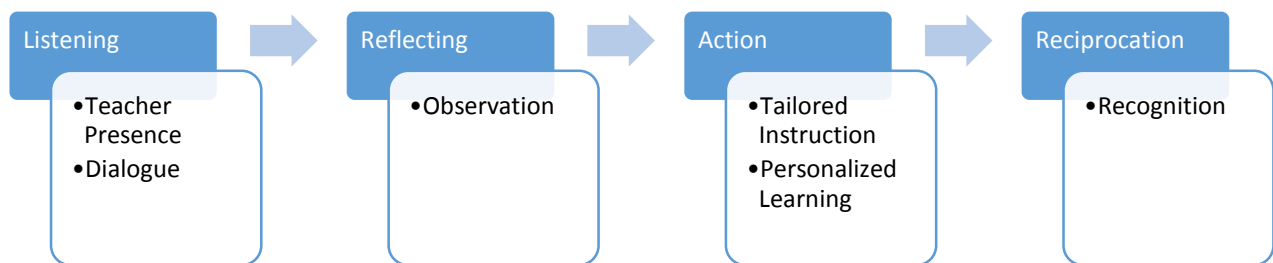 Listening
•Teacher
Presence
•Dialogue
Reflecting
•Observation
Action
•Tailored
Instruction
•Personalized
Learning
Reciprocation
•Recognition